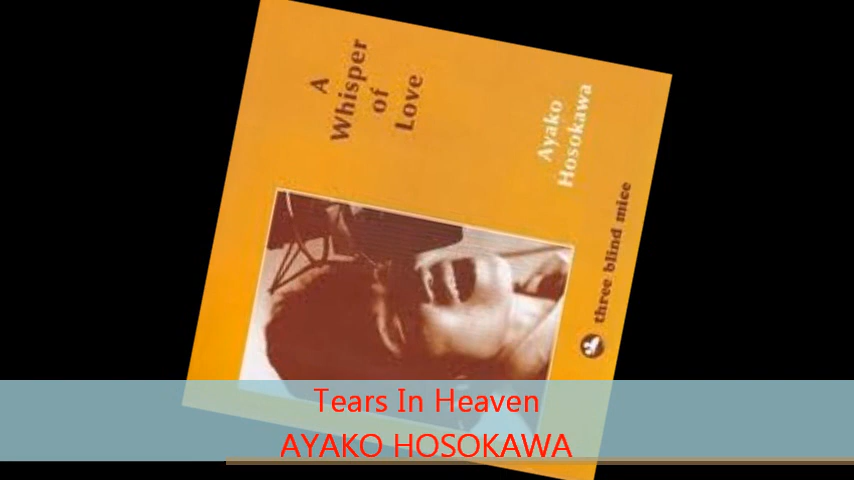 A
Whisper
of
Love
Ayako
Hosokawa
three blind mice
Tears In Heaven
AYAKO HOSOKAWA